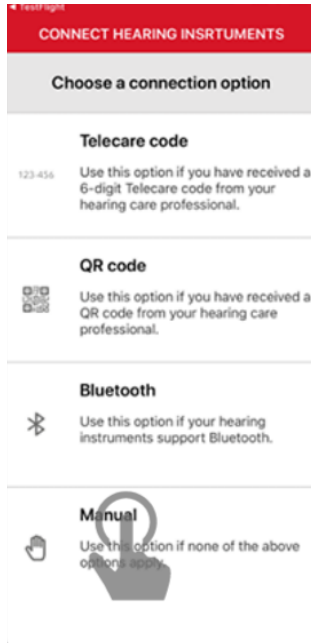 ◀ TestFlight
CONNECT HEARING INSRTUMENTS
Choose a connection option
Telecare code
123-456
Use this option if you have received a
6-digit Telecare code from your
hearing care professional.
QR code
Use this option if you have received a
QR code from your hearing care
professional.
Bluetooth
Use this option if your hearing
instruments support Bluetooth.
Manual
Use this option if none of the above
options apply.